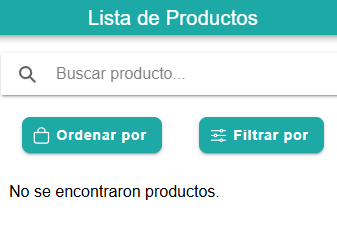 Lista de Productos
Buscar producto...
Ordenar por
Filtrar por
No se encontraron productos.